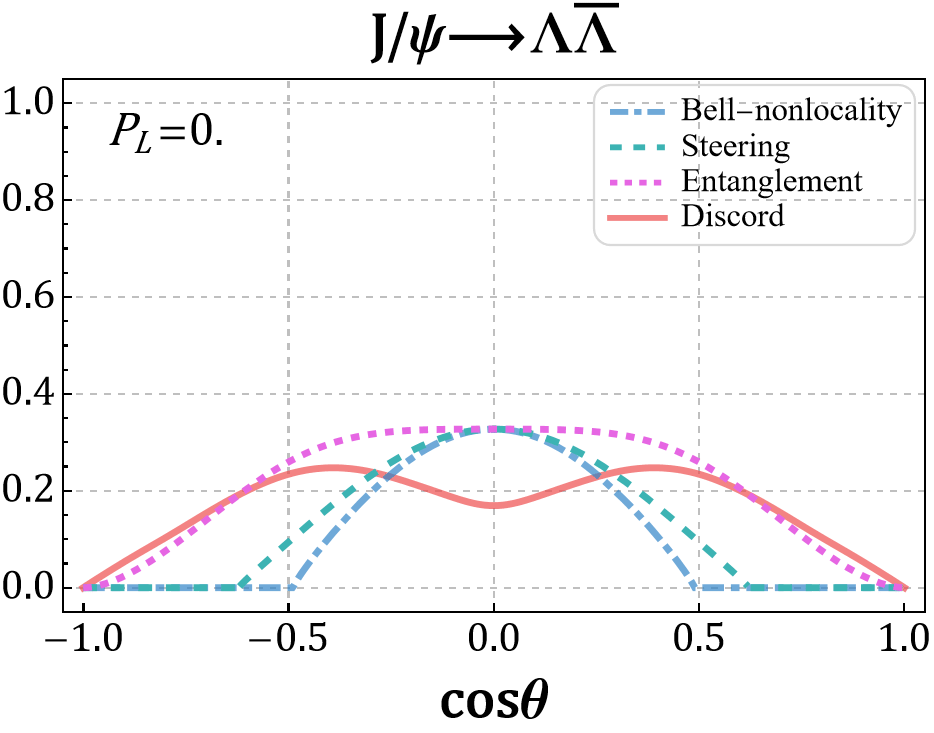 J/ψ⟶ΛΛ̅
P_L=0.
Bell−nonlocality
Steering
Entanglement
Discord
1.0
0.8
0.6
0.4
0.2
0.0
−1.0 −0.5 0.0 0.5 1.0
cosθ